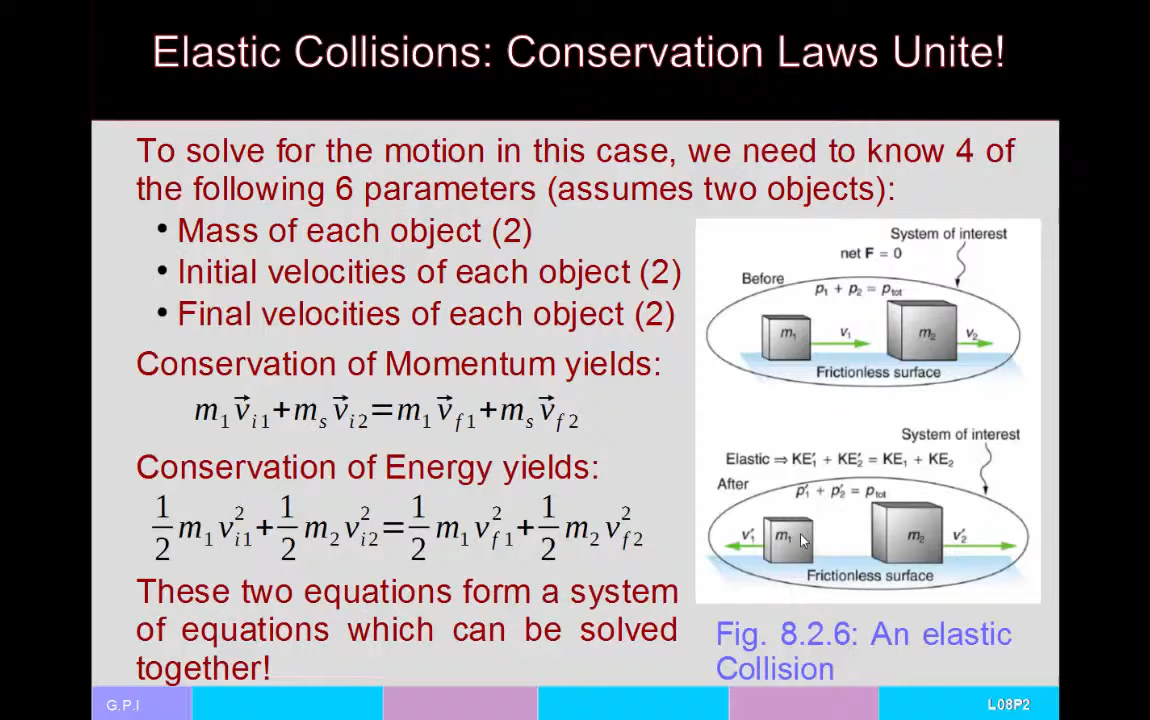 Elastic Collisions: Conservation Laws Unite!
To solve for the motion in this case, we need to know 4 of
the following 6 parameters (assumes two objects):
• Mass of each object (2)
• Initial velocities of each object (2)
• Final velocities of each object (2)
Conservation of Momentum yields:
m₁ v⃗ᵢ₁+mₛ v⃗ᵢ₂=m₁ v⃗_f1+mₛ v⃗_f2
Conservation of Energy yields:
1/2 m₁ v²ᵢ₁+1/2 m₂ v²ᵢ₂=1/2 m₁ v²_f1+1/2 m₂ v²_f2
These two equations form a system
of equations which can be solved
together!
System of interest
net F = 0
Before
p₁ + p₂ = pₜₒₜ
m₁ v₁ m₂ v₂
Frictionless surface
System of interest
Elastic ⇒ KE′₁ + KE′₂ = KE₁ + KE₂
After
p′₁ + p′₂ = pₜₒₜ
v′₁ m₁ m₂ v′₂
Frictionless surface
Fig. 8.2.6: An elastic
Collision
G.P.I
L08P2